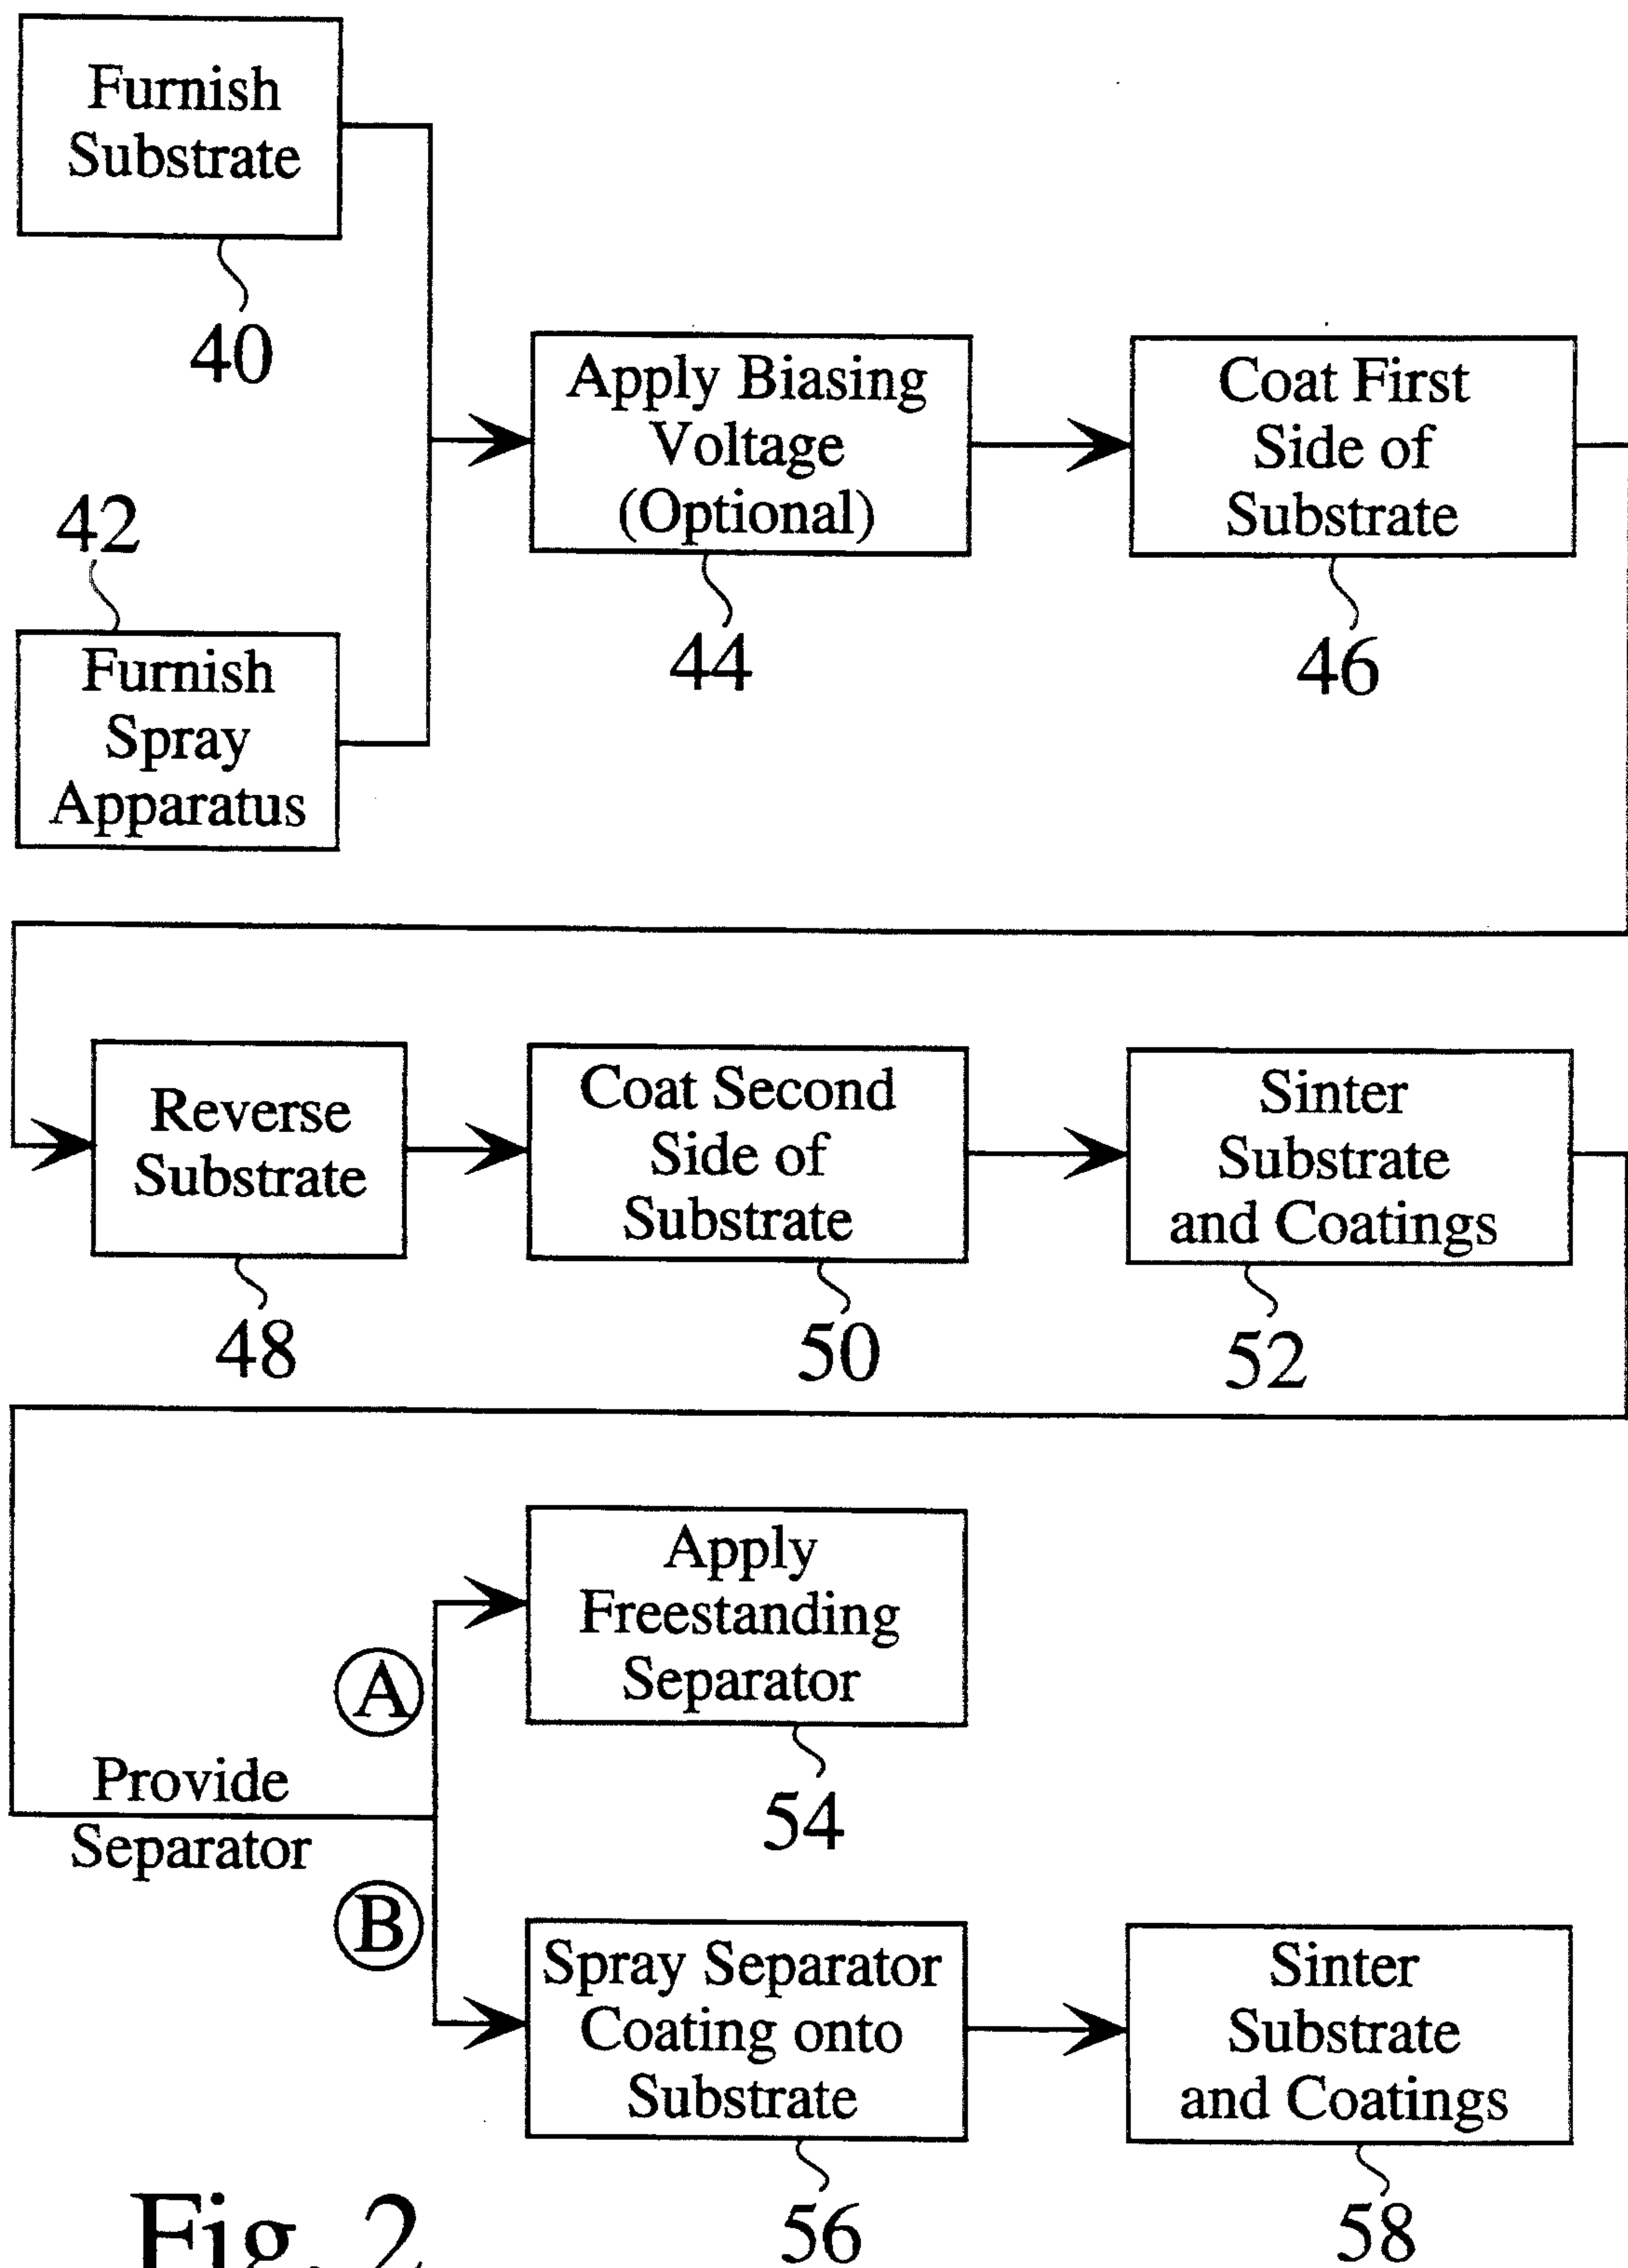 Furnish
Substrate
40
42
Furnish
Spray
Apparatus
Apply Biasing
Voltage
(Optional)
44
Coat First
Side of
Substrate
46
Reverse
Substrate
48
Coat Second
Side of
Substrate
50
Sinter
Substrate
and Coatings
52
Provide
Separator
A
Apply
Freestanding
Separator
54
B
Spray Separator
Coating onto
Substrate
56
Sinter
Substrate
and Coatings
58
Fig. 2